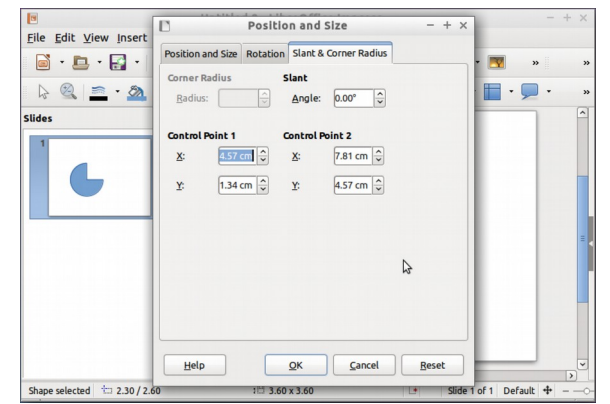 Position and Size
File Edit View Insert
Position and Size Rotation Slant & Corner Radius
Corner Radius Slant
Radius: Angle: 0.00°
Slides
Control Point 1 Control Point 2
1
X: 4.57 cm X: 7.81 cm
Y: 1.34 cm Y: 4.57 cm
Help OK Cancel Reset
Shape selected 2.30 / 2.60 3.60 x 3.60 Slide 1 of 1 Default